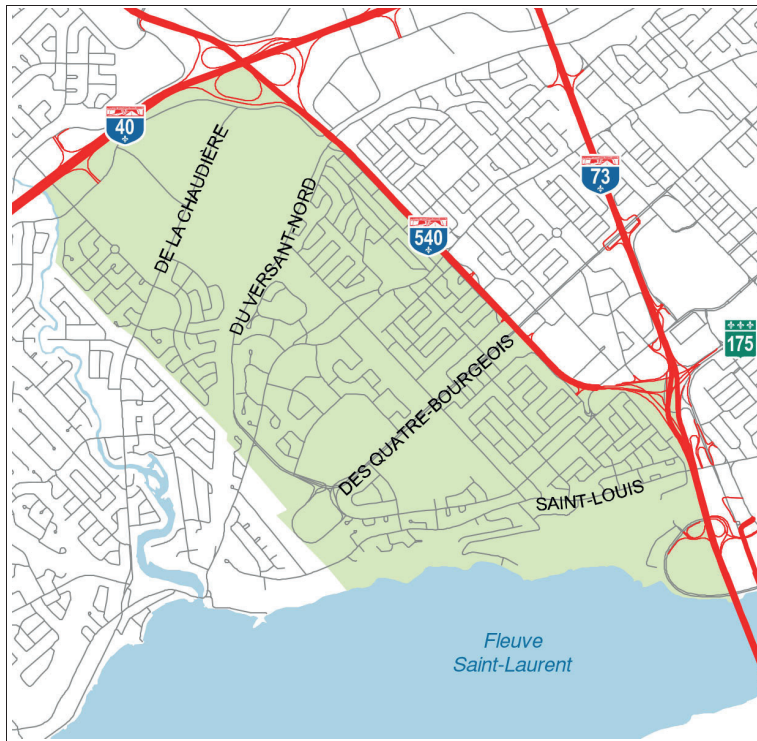 40
DE LA CHAUDIÈRE
DU VERSANT-NORD
540
73
175
DES QUATRE-BOURGEOIS
SAINT-LOUIS
Fleuve
Saint-Laurent